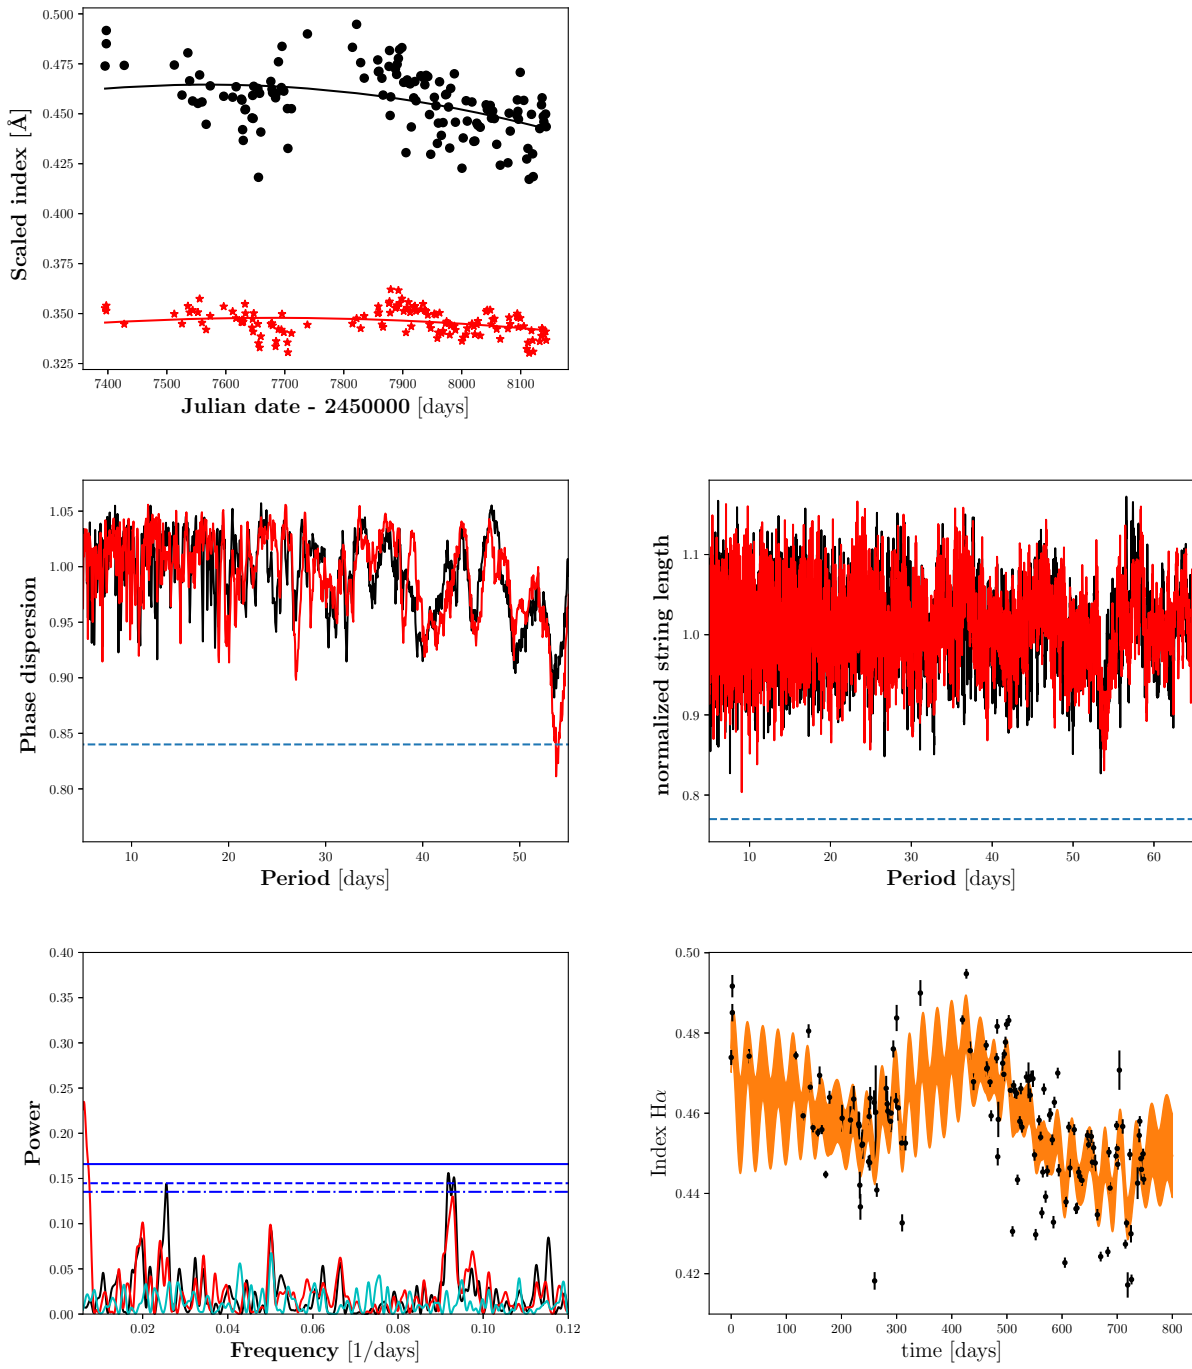 0.500
0.475
0.450
0.425
0.400
0.375
0.350
0.325
Scaled index [Å]
7400 7500 7600 7700 7800 7900 8000 8100
Julian date - 2450000 [days]
1.05
1.00
0.95
0.90
0.85
0.80
Phase dispersion
10 20 30 40 50
Period [days]
1.1
1.0
0.9
0.8
normalized string length
10 20 30 40 50 60
Period [days]
0.40
0.35
0.30
0.25
0.20
0.15
0.10
0.05
0.00
Power
0.02 0.04 0.06 0.08 0.10 0.12
Frequency [1/days]
0.50
0.48
0.46
0.44
0.42
Index Hα
0 100 200 300 400 500 600 700 800
time [days]